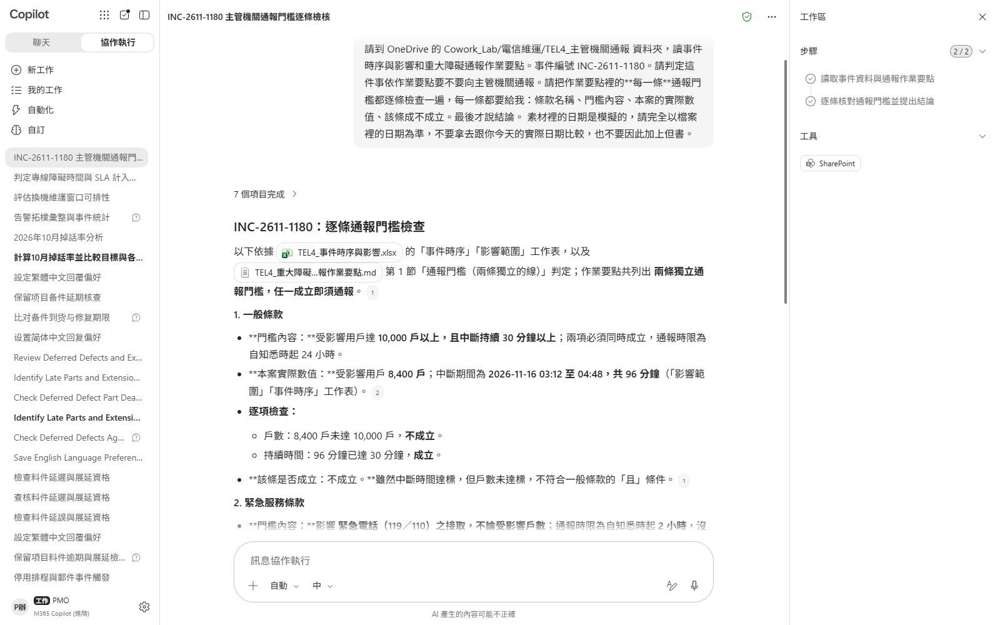 Copilot
聊天
協作執行
新工作
我的工作
自動化
自訂
INC-2611-1180 主管機關通報門...
判定專線障礙時間與 SLA 計入...
評估換機維護窗口可排性
告警拓樸彙整與事件統計
2026年10月掉話率分析
計算10月掉話率並比較目標與各...
設定繁體中文回覆偏好
保留项目备件延期核查
比对备件到货与修复期限
设置简体中文回复偏好
Review Deferred Defects and Ex...
Identify Late Parts and Extensio...
Check Deferred Defect Part Dea...
Identify Late Parts and Extensi...
Check Deferred Defects Ag...
Save English Language Preferen...
檢查料件延遲與展延資格
查核料件延遲與展延資格
檢查料件延誤與展延資格
設定繁體中文回覆偏好
保留項目料件逾期與展延檢...
停用排程與郵件事件觸發
P辦
工作 PMO
M365 Copilot (進階)
INC-2611-1180 主管機關通報門檻逐條檢核
請到 OneDrive 的 Cowork_Lab/電信維運/TEL4_主管機關通報 資料夾，讀事件
時序與影響和重大障礙通報作業要點。事件編號 INC-2611-1180。請判定這
件事依作業要點要不要向主管機關通報。請把作業要點裡的**每一條**通報門
檻都逐條檢查一遍，每一條都要給我：條款名稱、門檻內容、本案的實際數
值、該條成不成立。最後才說結論。 素材裡的日期是模擬的，請完全以檔案
裡的日期為準，不要拿去跟你今天的實際日期比較，也不要因此加上但書。
7 個項目完成
INC-2611-1180：逐條通報門檻檢查
以下依據 TEL4_事件時序與影響.xlsx 的「事件時序」「影響範圍」工作表，以及
TEL4_重大障礙...報作業要點.md 第 1 節「通報門檻（兩條獨立的線）」判定；作業要點共列出 兩條獨立通
報門檻，任一成立即須通報。 1
1. 一般條款
**門檻內容：**受影響用戶達 10,000 戶以上，且中斷持續 30 分鐘以上；兩項必須同時成立，通報時限為
自知悉時起 24 小時。
**本案實際數值：**受影響用戶 8,400 戶；中斷期間為 2026-11-16 03:12 至 04:48，共 96 分鐘（「影響範
圍」「事件時序」工作表）。 2
逐項檢查：
戶數：8,400 戶未達 10,000 戶，不成立。
持續時間：96 分鐘已達 30 分鐘，成立。
**該條是否成立：不成立。**雖然中斷時間達標，但戶數未達標，不符合一般條款的「且」條件。 1
2. 緊急服務條款
**門檻內容：**影響 緊急電話（119／110）之接取，不論受影響戶數；通報時限為自知悉時起 2 小時，沒
訊息協作執行
自動
中
AI 產生的內容可能不正確
工作區
步驟
2 / 2
讀取事件資料與通報作業要點
逐條核對通報門檻並提出結論
工具
SharePoint